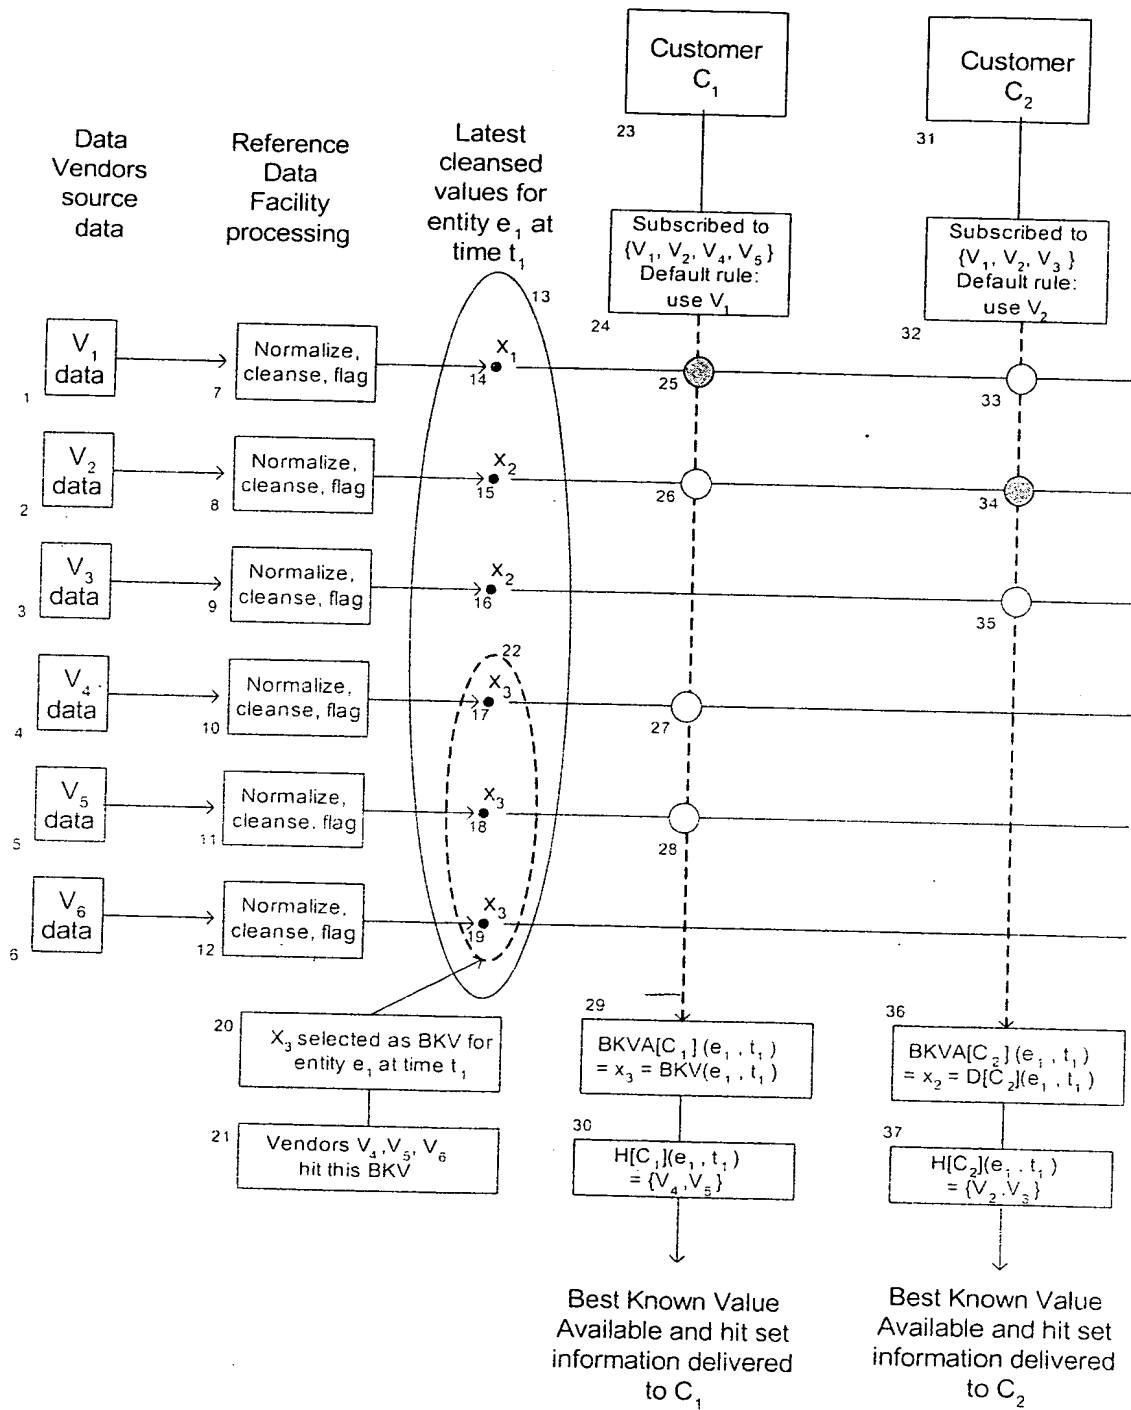 Customer
C₁
23
Customer
C₂
31
Data
Vendors
source
data
Reference
Data
Facility
processing
Latest
cleansed
values for
entity e₁ at
time t₁
13
Subscribed to
{V₁, V₂, V₄, V₅}
Default rule:
use V₁
24
Subscribed to
{V₁, V₂, V₃}
Default rule:
use V₂
32
V₁
data
1
Normalize,
cleanse, flag
7
X₁
14
25
33
V₂
data
2
Normalize,
cleanse, flag
8
X₂
15
26
34
V₃
data
3
Normalize,
cleanse, flag
9
X₂
16
35
22
V₄
data
4
Normalize,
cleanse, flag
10
X₃
17
27
V₅
data
5
Normalize,
cleanse. flag
11
X₃
18
28
V₆
data
6
Normalize,
cleanse, flag
12
X₃
19
20
X₃ selected as BKV for
entity e₁ at time t₁
21
Vendors V₄,V₅, V₆
hit this BKV
29
BKVA[C₁](e₁, t₁)
= x₃ = BKV(e₁, t₁)
30
H[C₁](e₁, t₁)
= {V₄,V₅}
36
BKVA[C₂](e₁, t₁)
= x₂ = D[C₂](e₁, t₁)
37
H[C₂](e₁, t₁)
= {V₂,V₃}
Best Known Value
Available and hit set
information delivered
to C₁
Best Known Value
Available and hit set
information delivered
to C₂